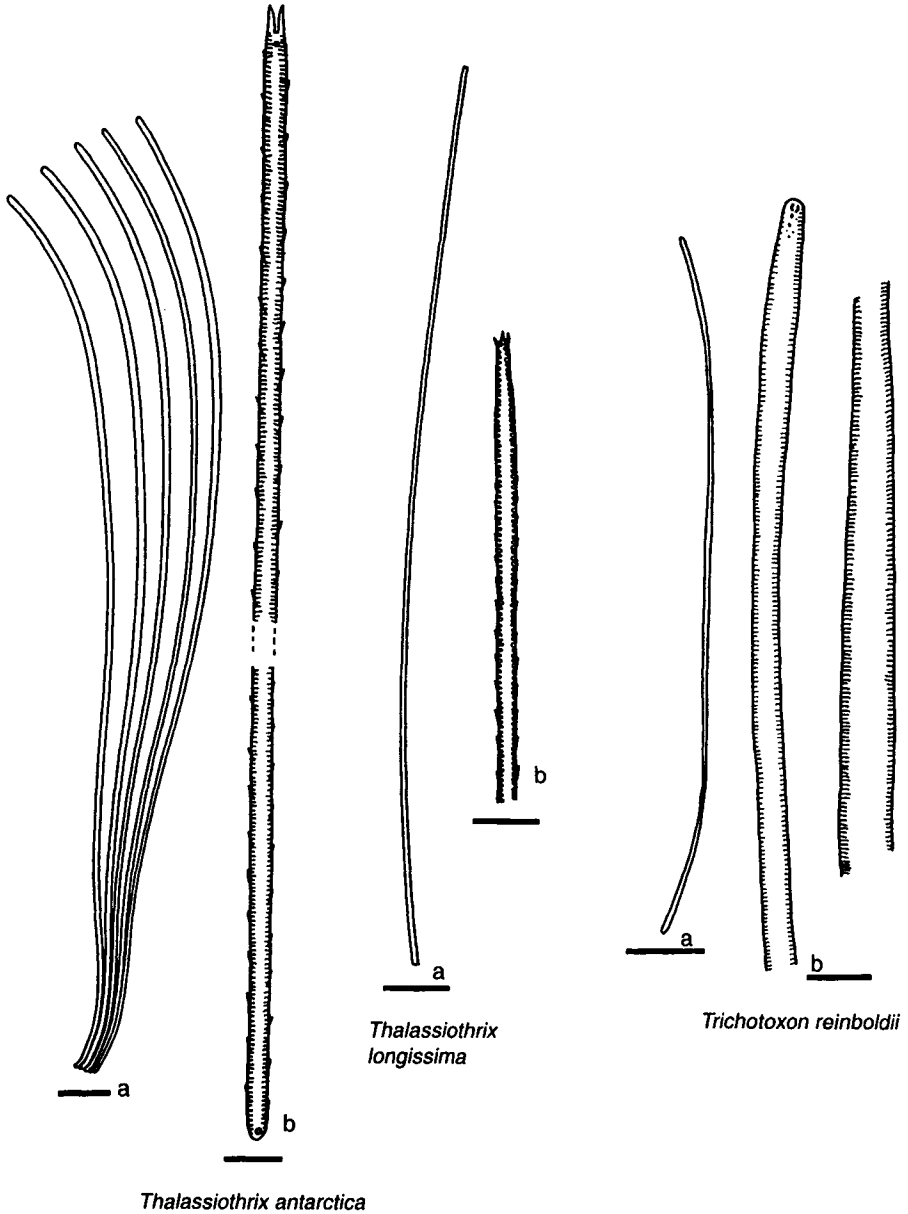 a
b
Thalassiothrix antarctica
a
b
Thalassiothrix
longissima
a
b
Trichotoxon reinboldii